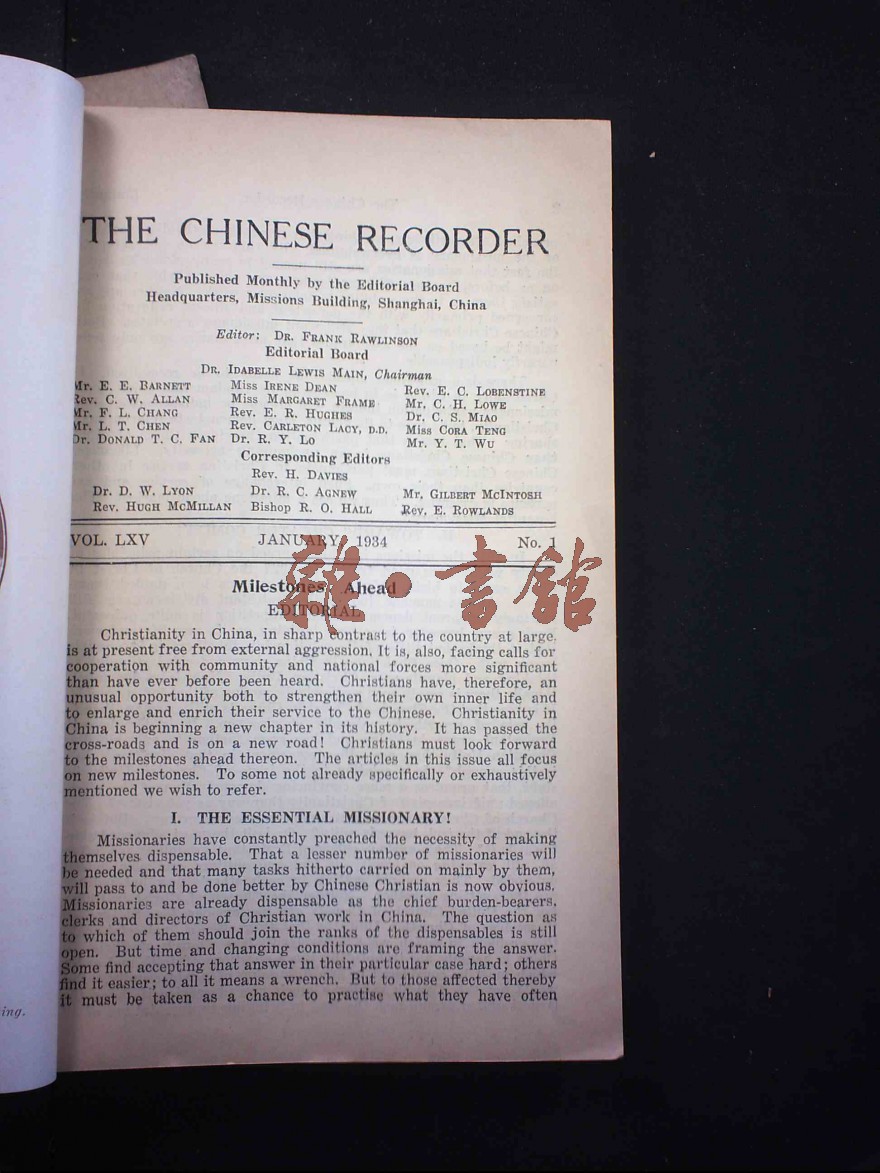 THE CHINESE RECORDER
Published Monthly by the Editorial Board
Headquarters, Missions Building, Shanghai, China
Editor: DR. FRANK RAWLINSON
Editorial Board
DR. IDABELLE LEWIS MAIN, Chairman
Mr. E. E. BARNETT Miss IRENE DEAN Rev. E. C. LOBENSTINE
Rev. C. W. ALLAN Miss MARGARET FRAME Mr. C. H. LOWE
Mr. F. L. CHANG Rev. E. R. HUGHES Dr. C. S. MIAO
Mr. L. T. CHEN Rev. CARLETON LACY, D.D. Miss CORA TENG
Dr. DONALD T. C. FAN Dr. R. Y. LO Mr. Y. T. WU
Corresponding Editors
Rev. H. DAVIES
Dr. D. W. LYON Dr. R. C. AGNEW Mr. GILBERT MCINTOSH
Rev. HUGH MCMILLAN Bishop R. O. HALL Rev. E. ROWLANDS
VOL. LXV JANUARY, 1934 No. 1
雜·書館
Milestones Ahead
EDITORIAL
Christianity in China, in sharp contrast to the country at large,
is at present free from external aggression. It is, also, facing calls for
cooperation with community and national forces more significant
than have ever before been heard. Christians have, therefore, an
unusual opportunity both to strengthen their own inner life and
to enlarge and enrich their service to the Chinese. Christianity in
China is beginning a new chapter in its history. It has passed the
cross-roads and is on a new road! Christians must look forward
to the milestones ahead thereon. The articles in this issue all focus
on new milestones. To some not already specifically or exhaustively
mentioned we wish to refer.
I. THE ESSENTIAL MISSIONARY!
Missionaries have constantly preached the necessity of making
themselves dispensable. That a lesser number of missionaries will
be needed and that many tasks hitherto carried on mainly by them,
will pass to and be done better by Chinese Christian is now obvious.
Missionaries are already dispensable as the chief burden-bearers,
clerks and directors of Christian work in China. The question as
to which of them should join the ranks of the dispensables is still
open. But time and changing conditions are framing the answer.
Some find accepting that answer in their particular case hard; others
find it easier; to all it means a wrench. But to those affected thereby
it must be taken as a chance to practise what they have often
ing.